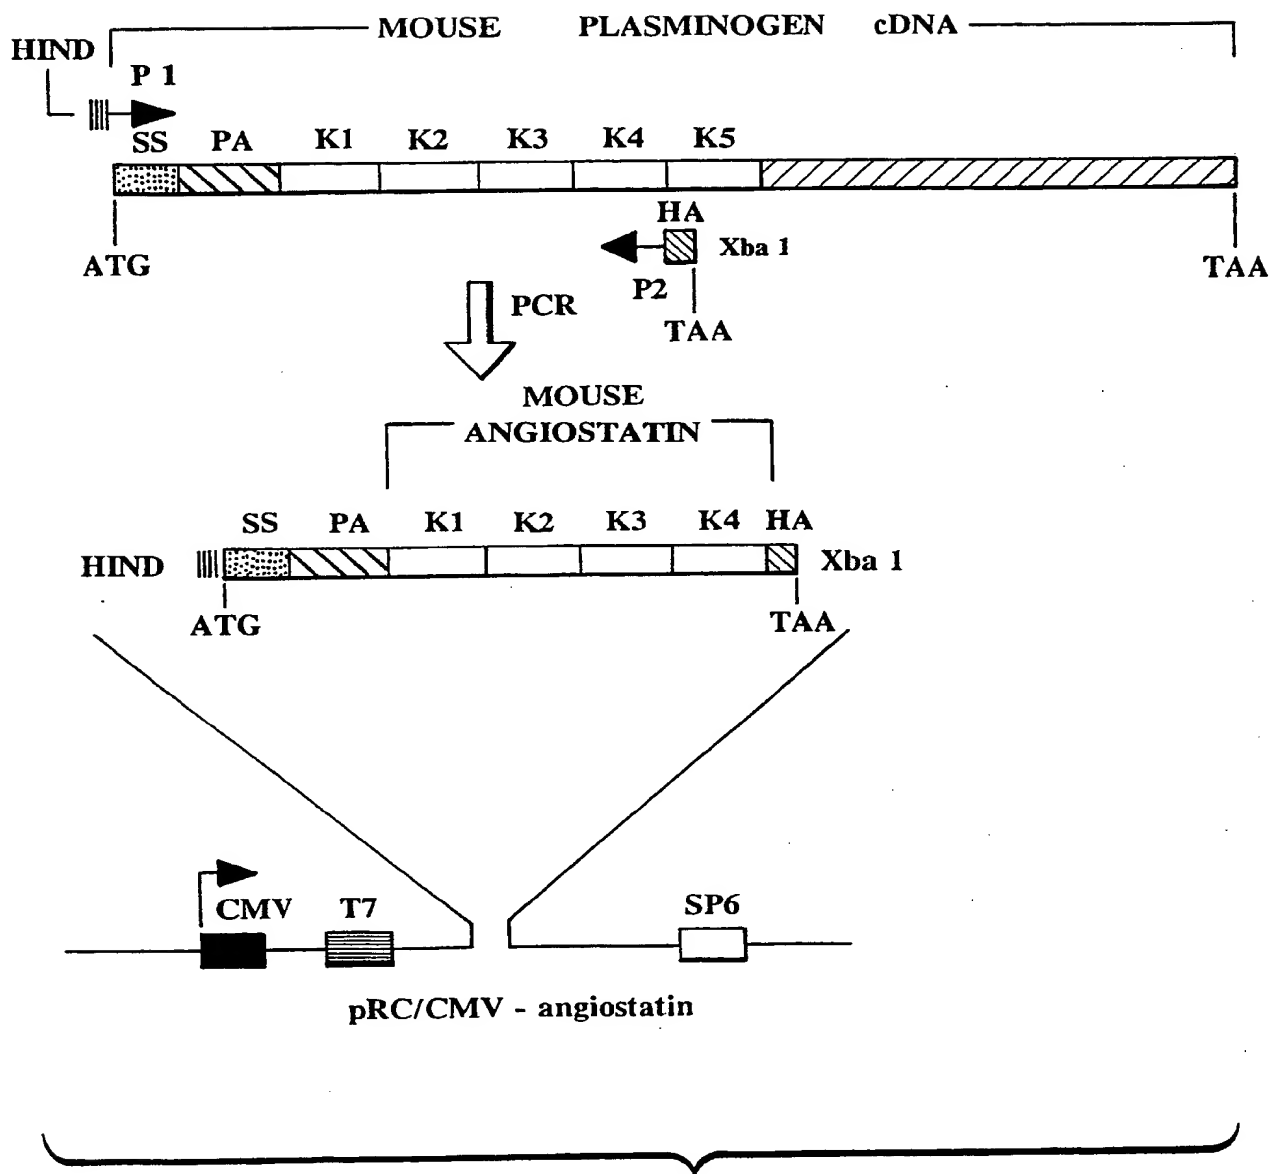 MOUSE PLASMINOGEN cDNA
HIND
P 1
SS PA K1 K2 K3 K4 K5
HA
Xba 1
ATG
P2
TAA
TAA
PCR
MOUSE
ANGIOSTATIN
SS PA K1 K2 K3 K4 HA
HIND
Xba 1
ATG
TAA
CMV T7 SP6
pRC/CMV - angiostatin